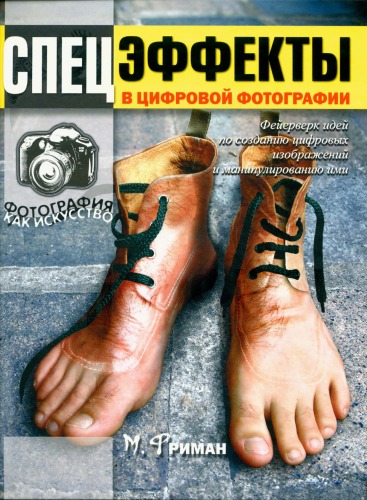 СПЕЦЭФФЕКТЫ
В ЦИФРОВОЙ ФОТОГРАФИИ
Фейерверк идей
по созданию цифровых
изображений
и манипулированию ими
ФОТОГРАФИЯ
КАК ИСКУССТВО
М. Фриман